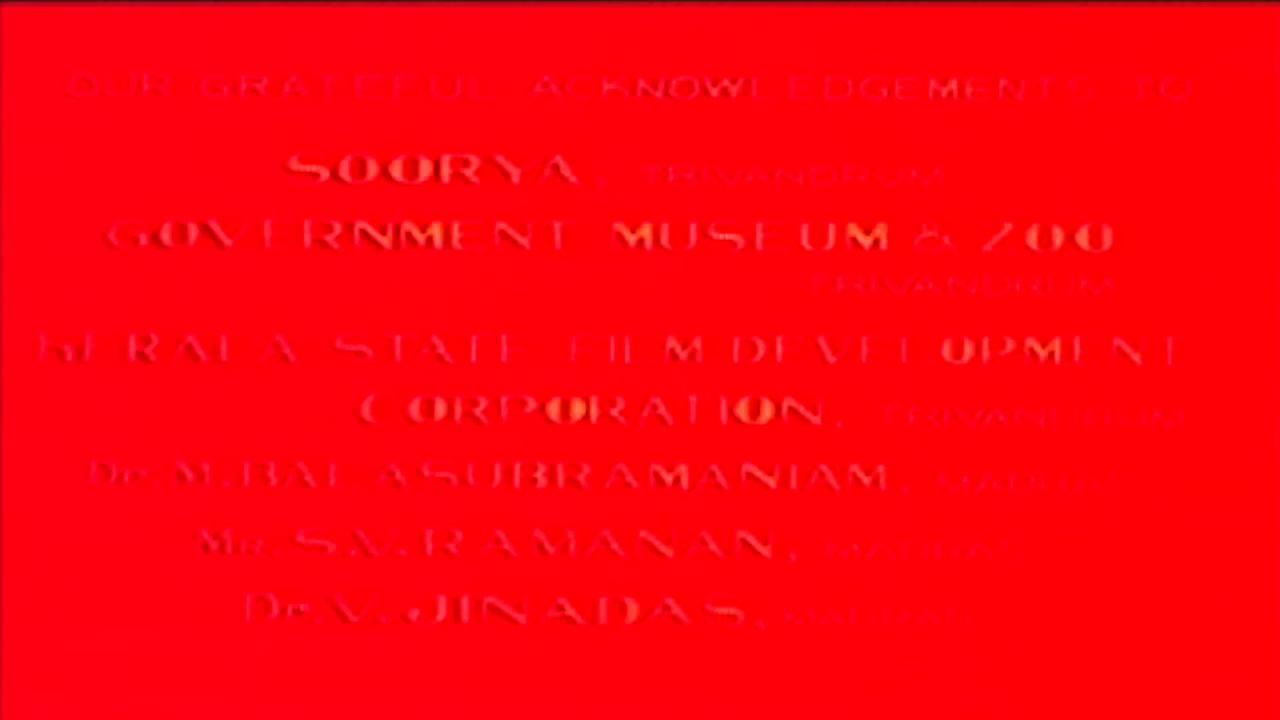 OUR GRATEFUL ACKNOWLEDGEMENTS TO
SOORYA, TRIVANDRUM
GOVERNMENT MUSEUM & ZOO
TRIVANDRUM
KERALA STATE FILM DEVELOPMENT
CORPORATION, TRIVANDRUM
DR. M. BALASUBRAMANIAM, MADRAS
MR. S.V. RAMANAN, MADRAS
DR. V. JINADAS, MADRAS